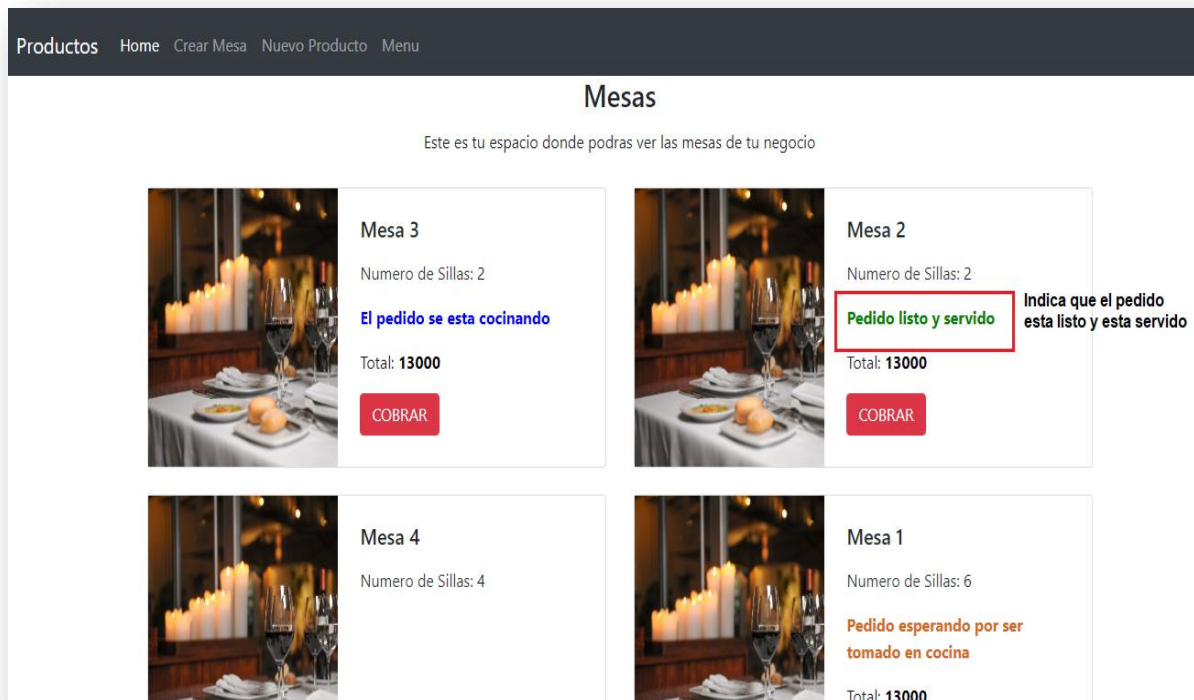 Productos Home Crear Mesa Nuevo Producto Menu
Mesas
Este es tu espacio donde podras ver las mesas de tu negocio
Mesa 3
Numero de Sillas: 2
El pedido se esta cocinando
Total: 13000
COBRAR
Mesa 2
Numero de Sillas: 2
Pedido listo y servido
Total: 13000
COBRAR
Indica que el pedido
esta listo y esta servido
Mesa 4
Numero de Sillas: 4
Mesa 1
Numero de Sillas: 6
Pedido esperando por ser
tomado en cocina
Total: 13000